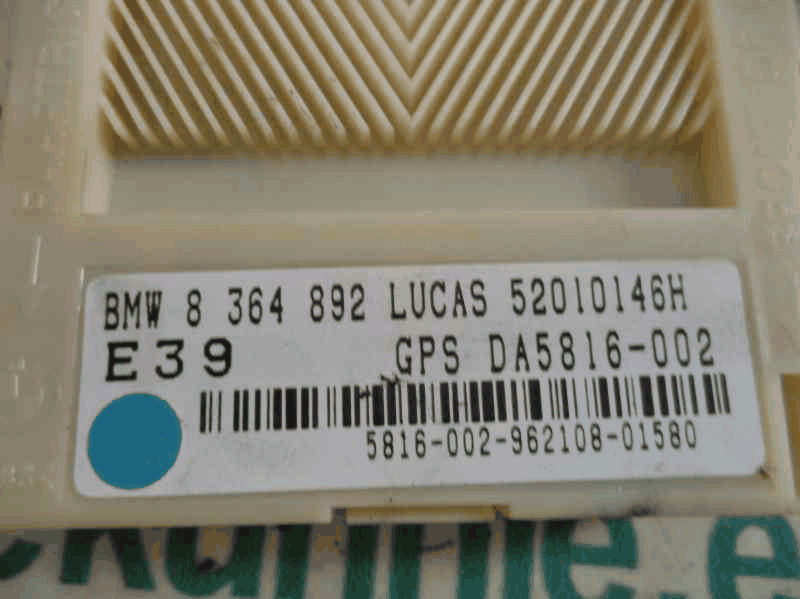 BMW 8 364 892 LUCAS 52010146H
E39 GPS DA5816-002
5816-002-962108-01580